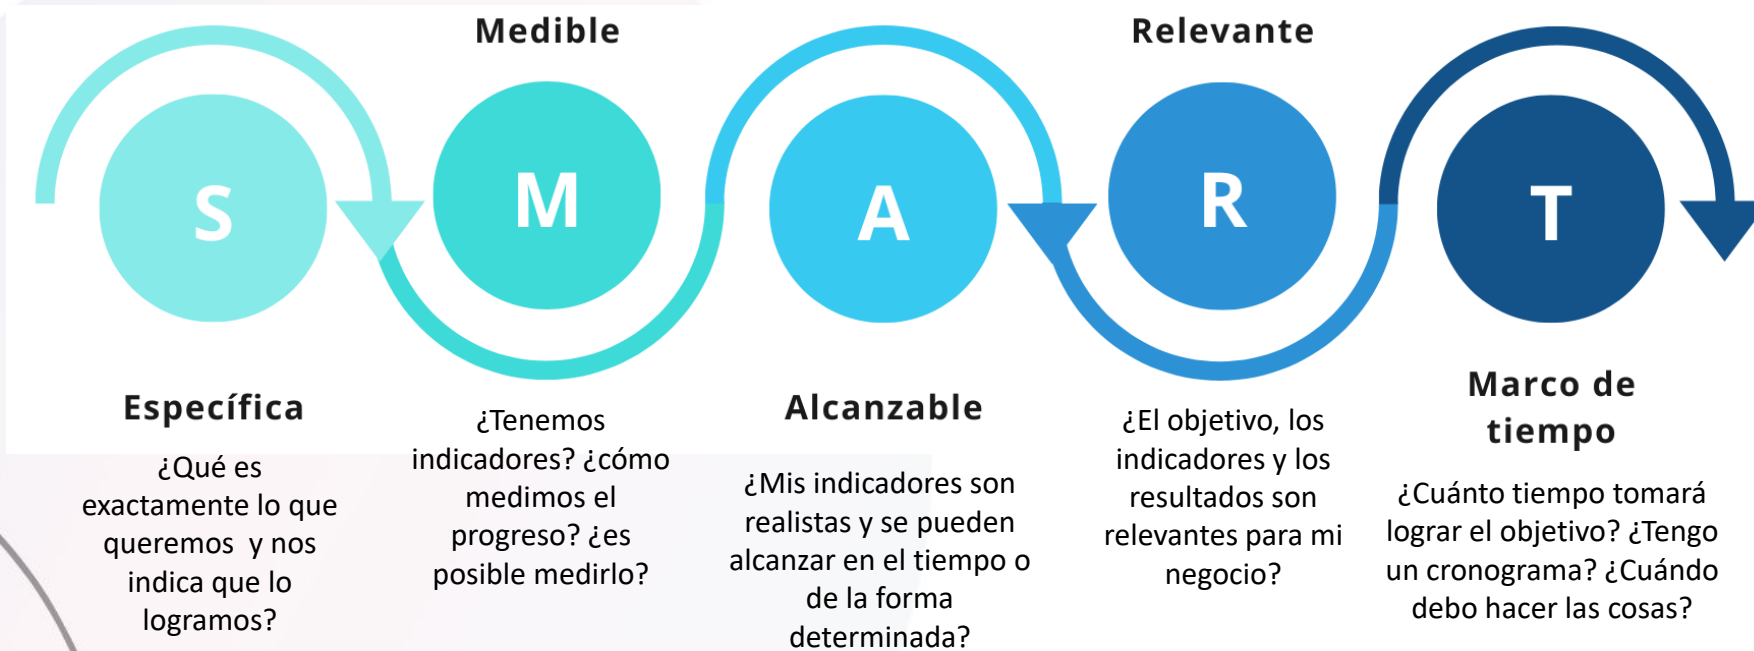 S
Específica
¿Qué es
exactamente lo que
queremos y nos
indica que lo
logramos?
Medible
M
¿Tenemos
indicadores? ¿cómo
medimos el
progreso? ¿es
posible medirlo?
A
Alcanzable
¿Mis indicadores son
realistas y se pueden
alcanzar en el tiempo o
de la forma
determinada?
Relevante
R
¿El objetivo, los
indicadores y los
resultados son
relevantes para mi
negocio?
T
Marco de
tiempo
¿Cuánto tiempo tomará
lograr el objetivo? ¿Tengo
un cronograma? ¿Cuándo
debo hacer las cosas?